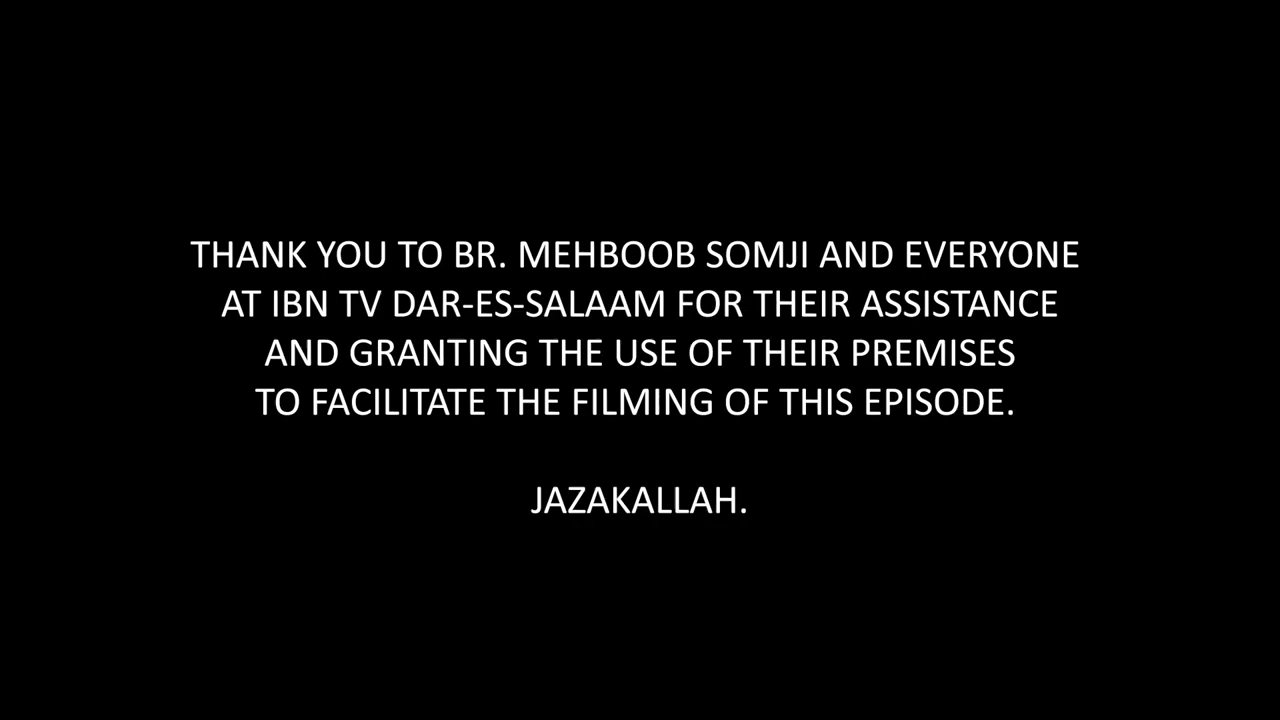 THANK YOU TO BR. MEHBOOB SOMJI AND EVERYONE
AT IBN TV DAR-ES-SALAAM FOR THEIR ASSISTANCE
AND GRANTING THE USE OF THEIR PREMISES
TO FACILITATE THE FILMING OF THIS EPISODE.
JAZAKALLAH.